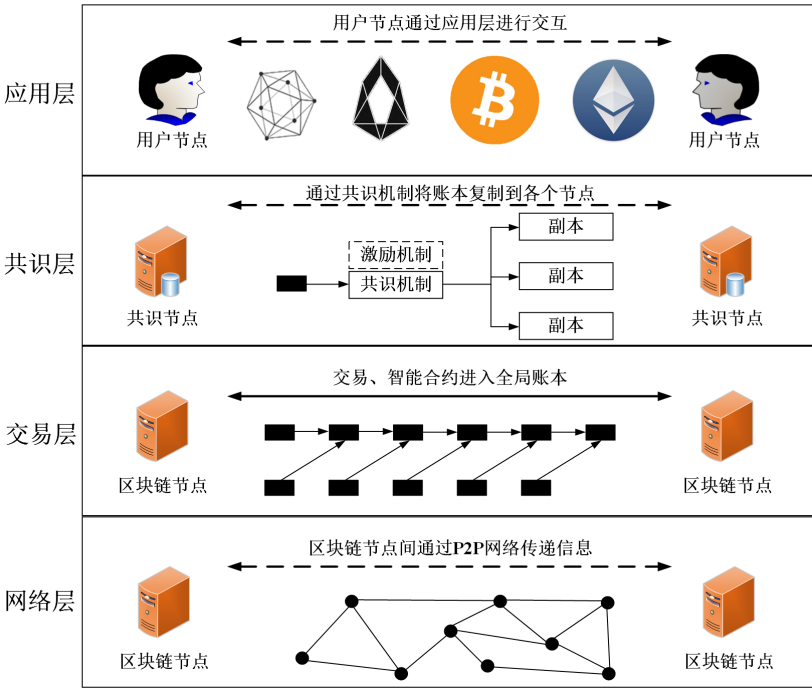 用户节点通过应用层进行交互
应用层
用户节点
用户节点
通过共识机制将账本复制到各个节点
共识层
激励机制
共识机制
副本
副本
副本
共识节点
共识节点
交易、智能合约进入全局账本
交易层
区块链节点
区块链节点
区块链节点间通过P2P网络传递信息
网络层
区块链节点
区块链节点